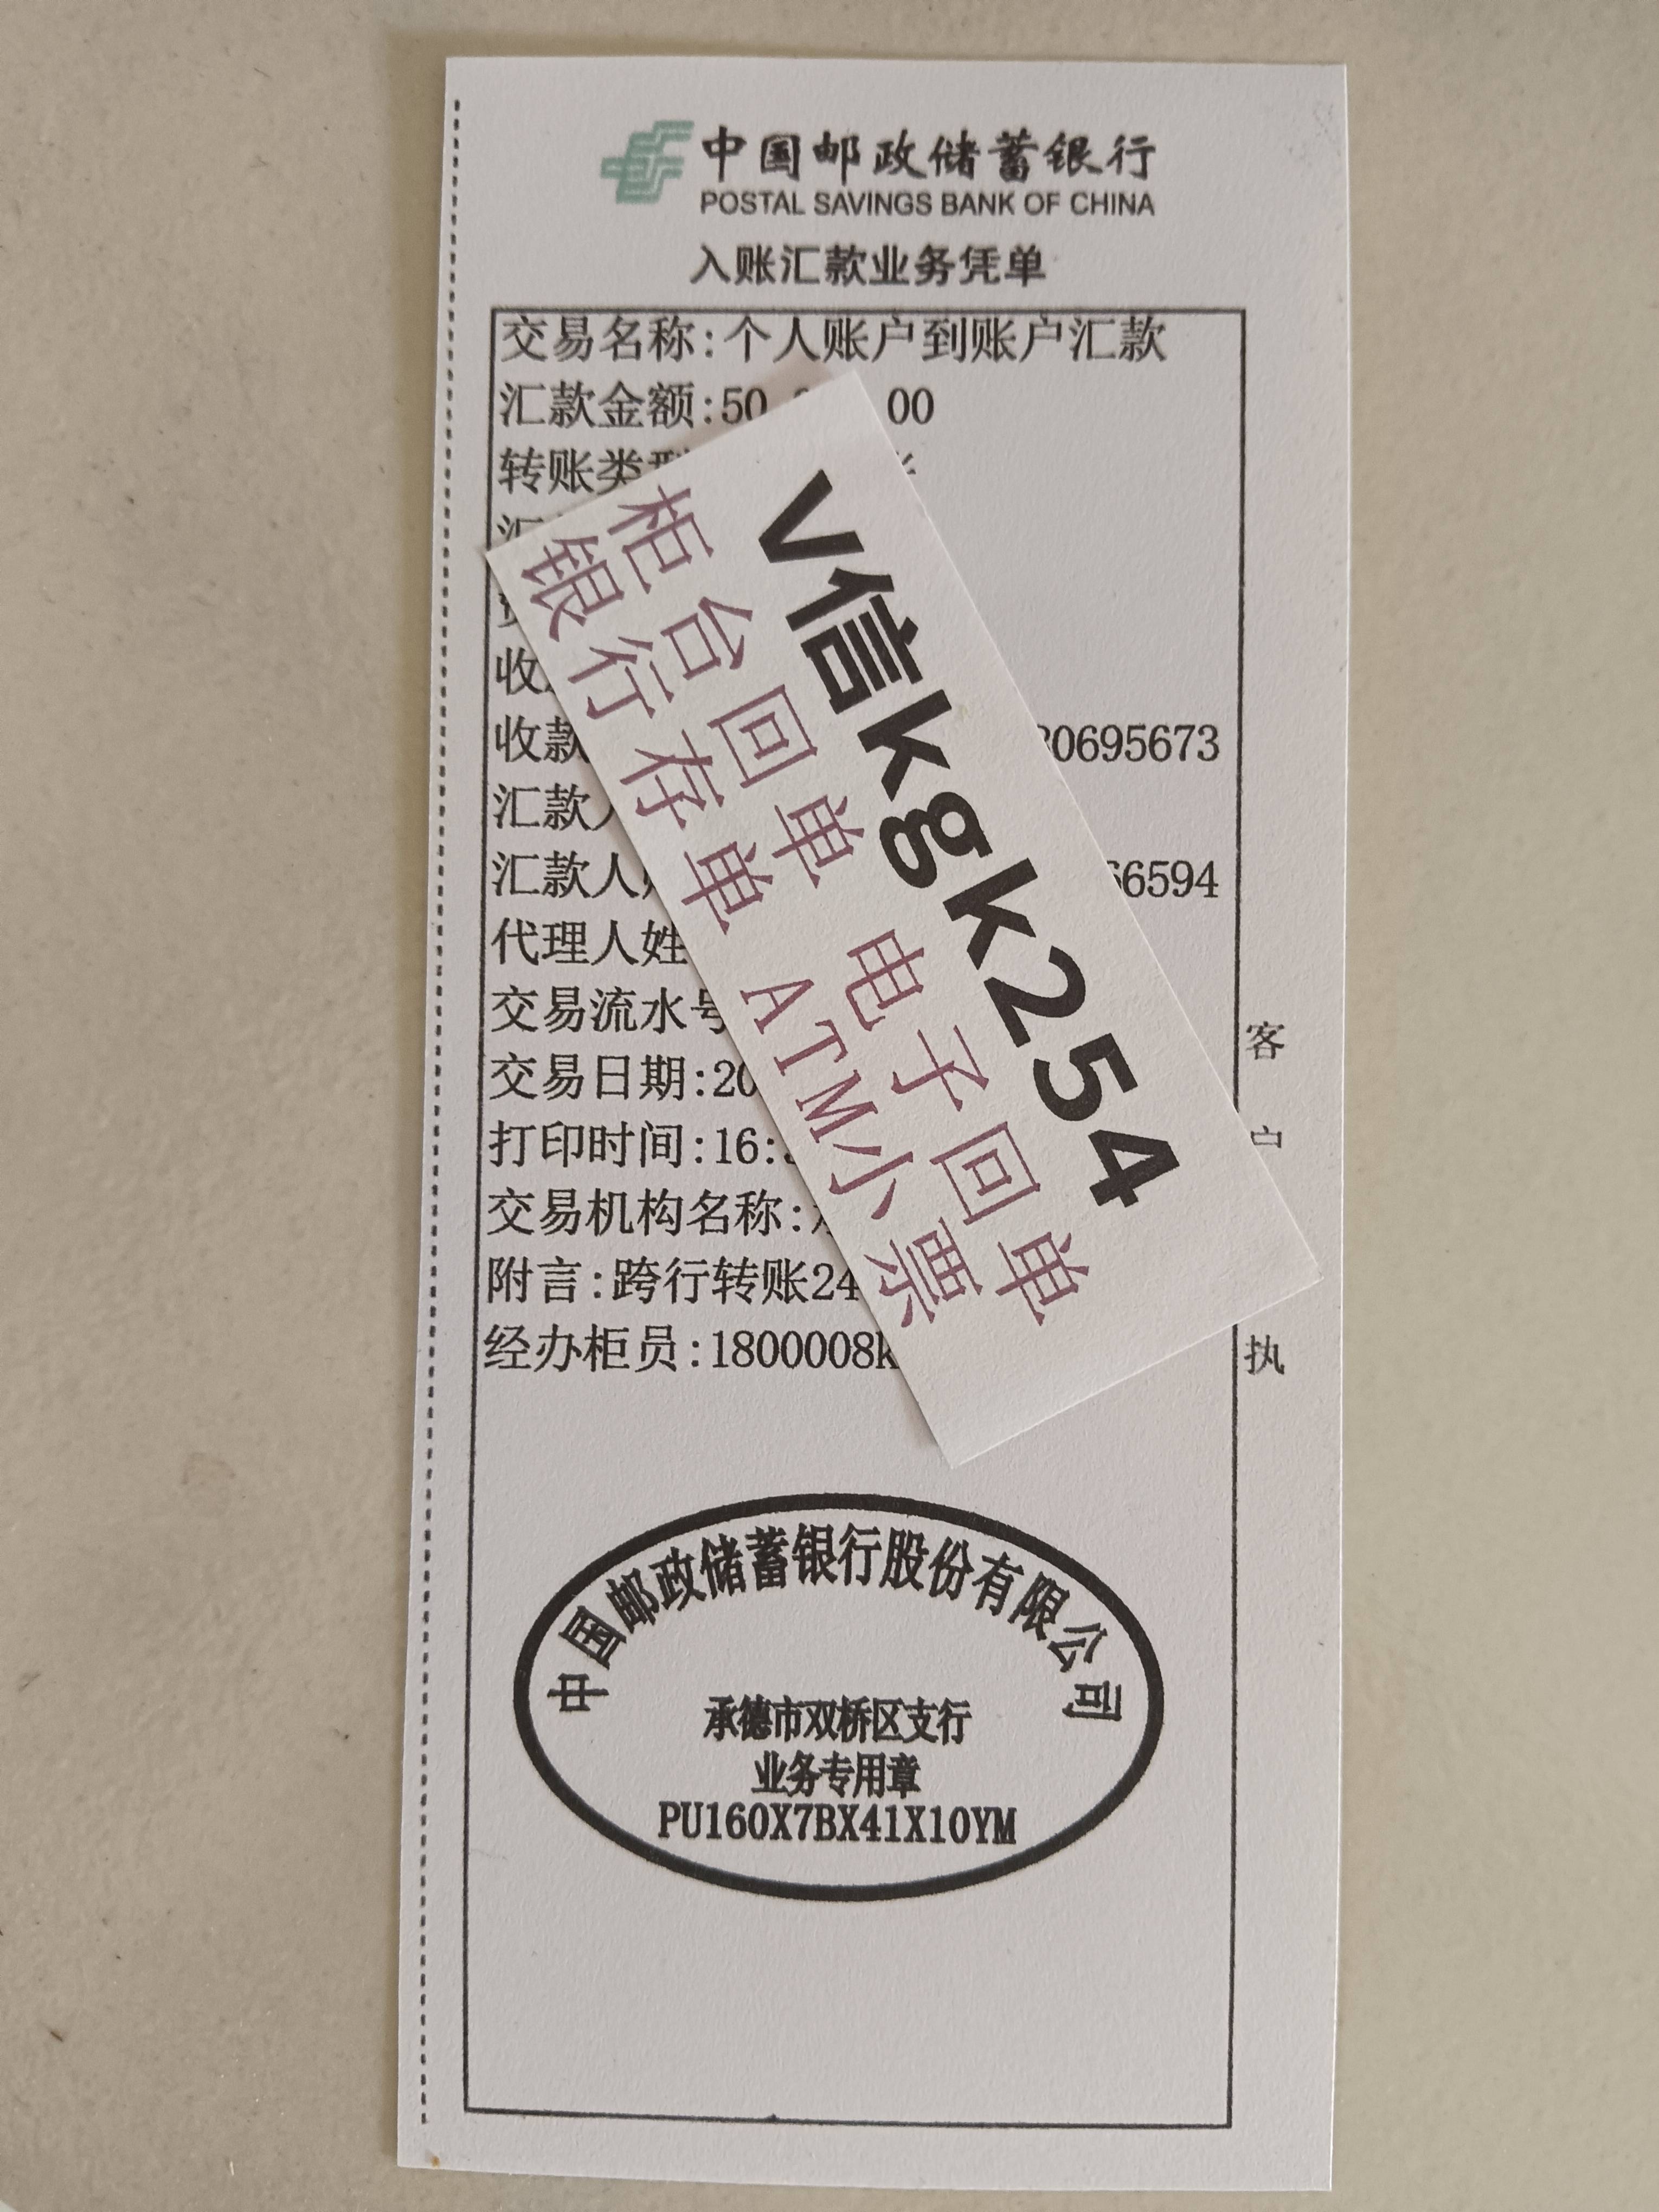 中国邮政储蓄银行
POSTAL SAVINGS BANK OF CHINA
入账汇款业务凭单
交易名称:个人账户到账户汇款
汇款金额:50 00
转账类型
收
收款 0695673
汇款人
汇款人 6594
代理人姓
交易流水号
交易日期:20
打印时间:16:
交易机构名称:
附言:跨行转账24
经办柜员:1800008k
客
户
执
V信kgk254
柜台回单 电子回单
银行存单 ATM小票
中国邮政储蓄银行股份有限公司
承德市双桥区支行
业务专用章
PU160X7BX41X10YM